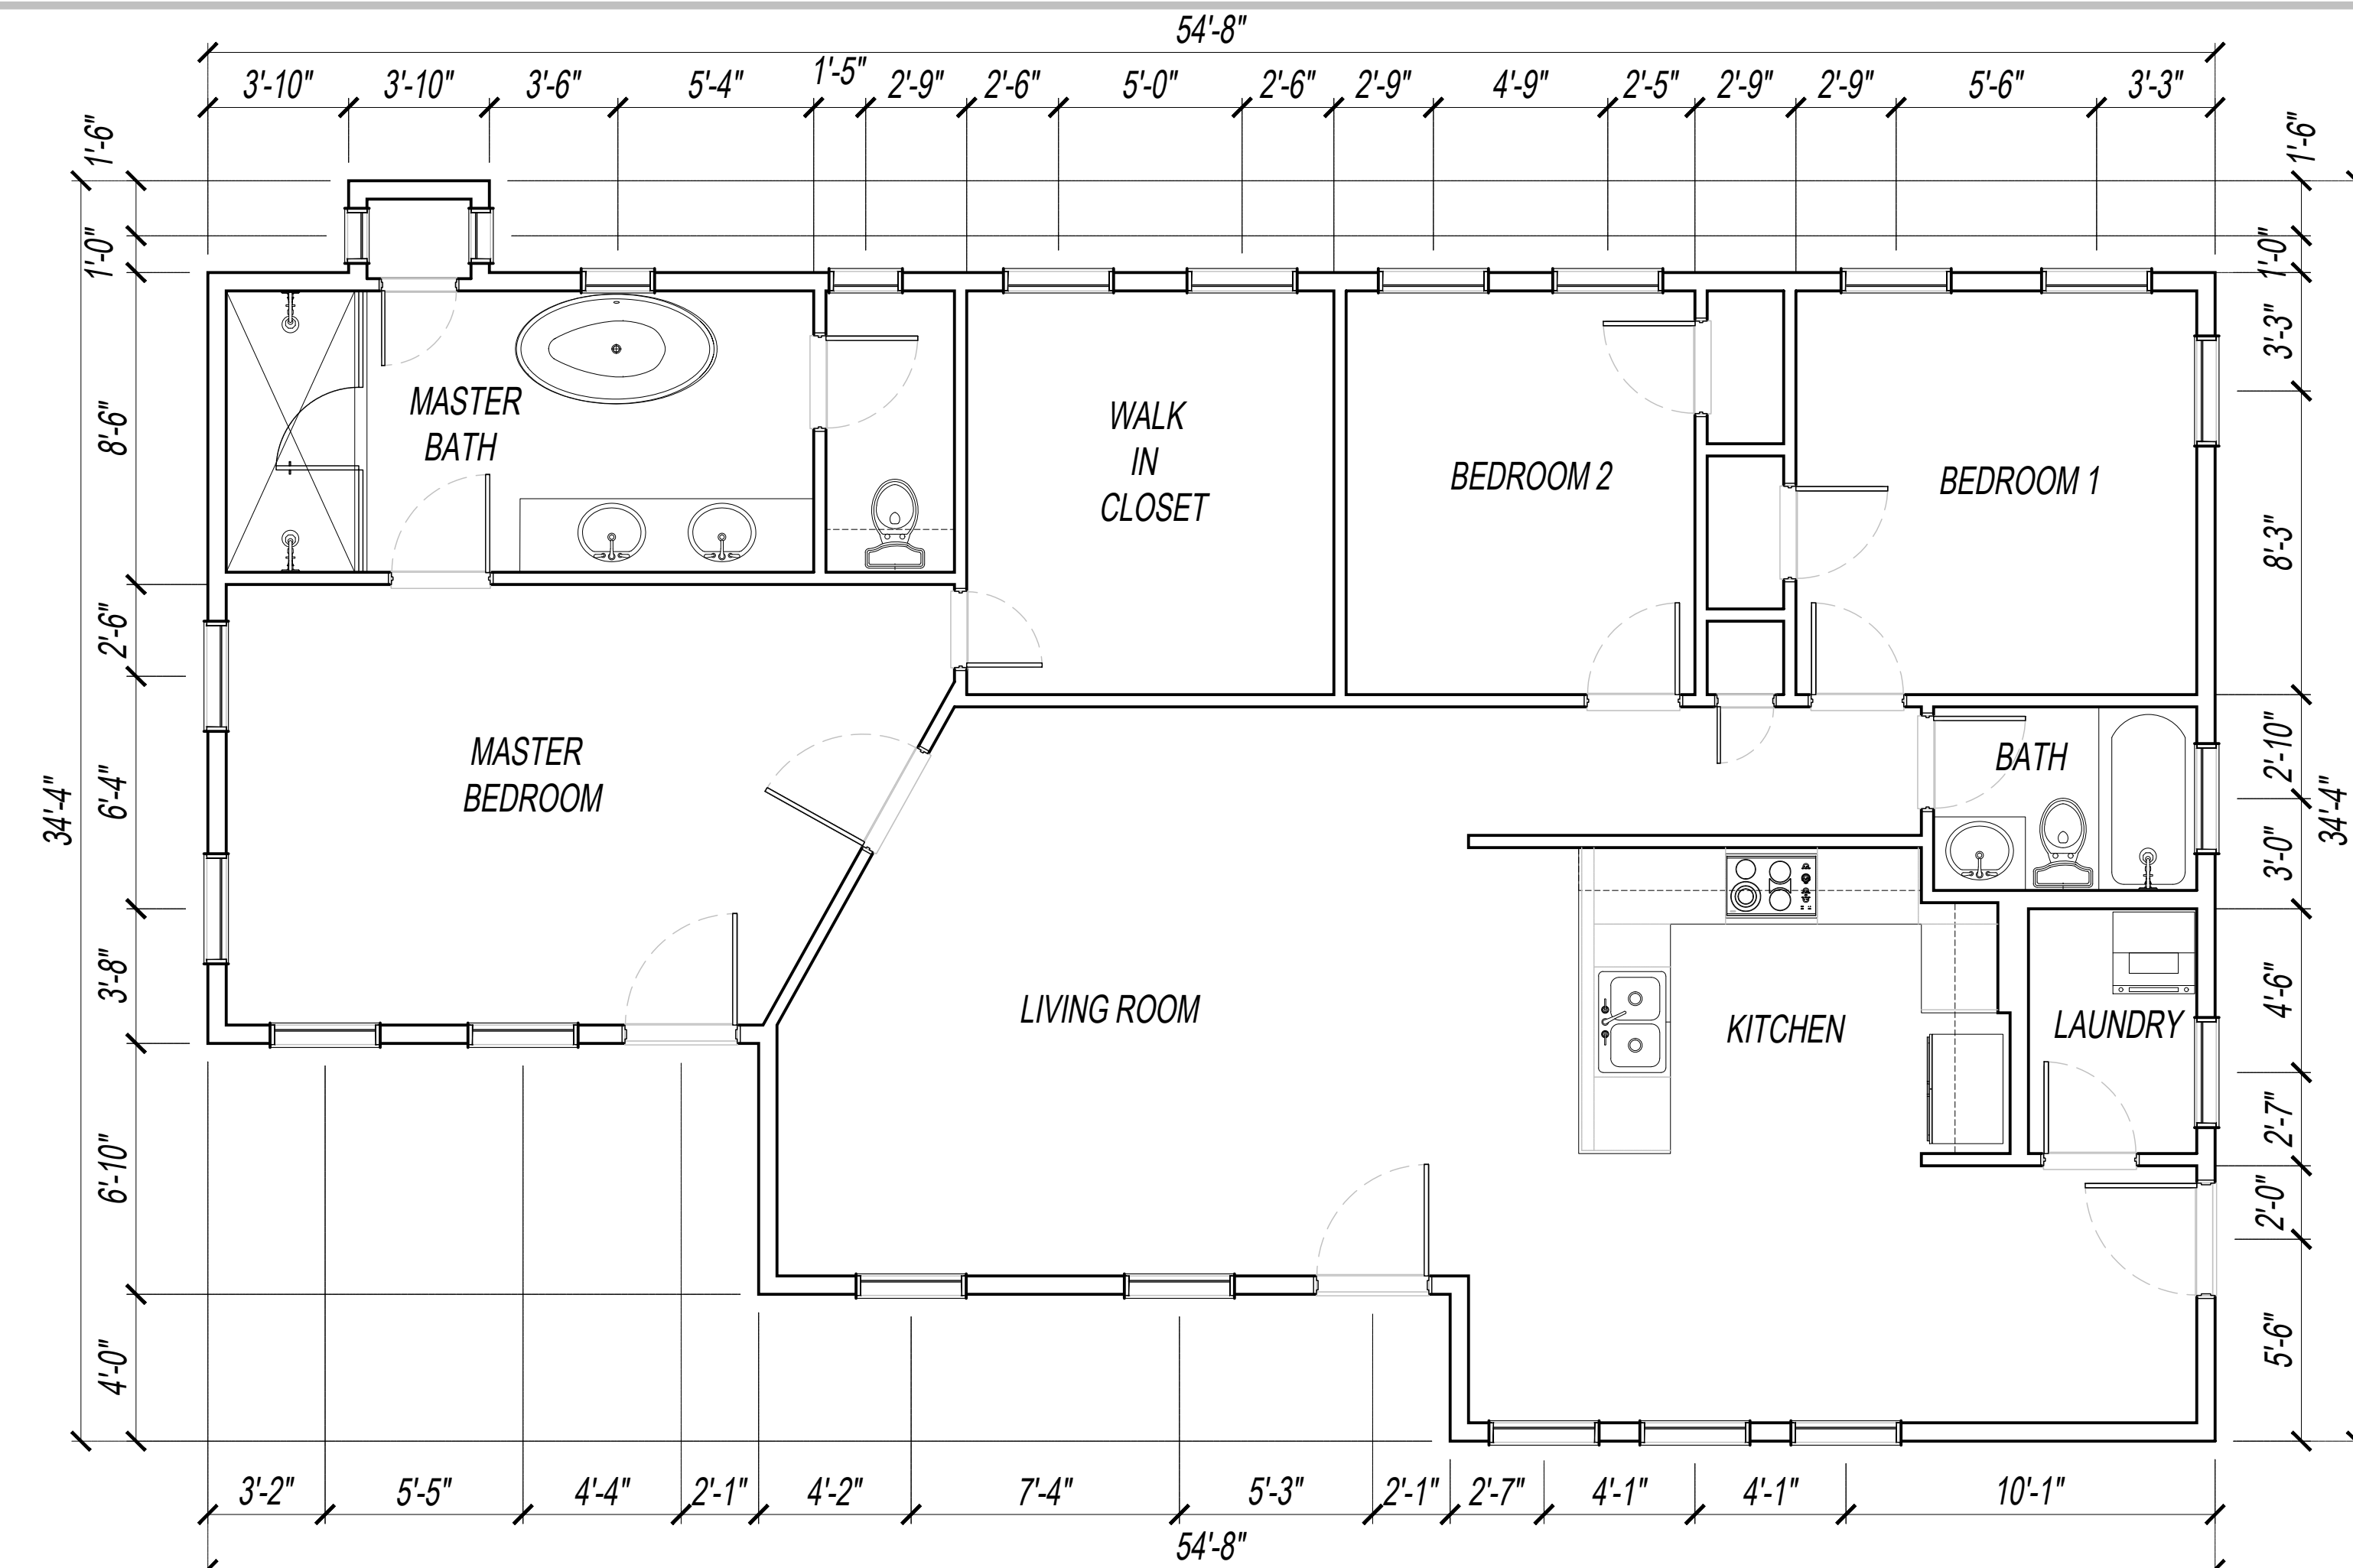 54'-8"
3'-10" 3'-10" 3'-6" 5'-4" 1'-5" 2'-9" 2'-6" 5'-0" 2'-6" 2'-9" 4'-9" 2'-5" 2'-9" 2'-9" 5'-6" 3'-3"
1'-6"
1'-0"
8'-6"
2'-6"
6'-4"
3'-8"
6'-10"
4'-0"
34'-4"
MASTER
BATH
WALK
IN
CLOSET
BEDROOM 2
BEDROOM 1
MASTER
BEDROOM
BATH
LIVING ROOM
KITCHEN
LAUNDRY
1'-6"
1'-0"
3'-3"
8'-3"
2'-10"
3'-0"
4'-6"
2'-7"
2'-0"
5'-6"
34'-4"
3'-2" 5'-5" 4'-4" 2'-1" 4'-2" 7'-4" 5'-3" 2'-1" 2'-7" 4'-1" 4'-1" 10'-1"
54'-8"